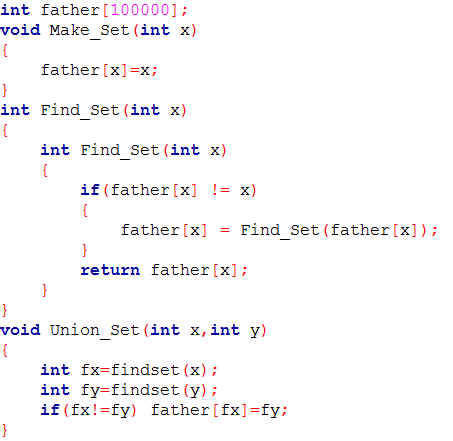 int father[100000];
void Make_Set(int x)
{
    father[x]=x;
}
int Find_Set(int x)
{
    int Find_Set(int x)
    {
        if(father[x] != x)
        {
            father[x] = Find_Set(father[x]);
        }
        return father[x];
    }
}
void Union_Set(int x,int y)
{
    int fx=findset(x);
    int fy=findset(y);
    if(fx!=fy) father[fx]=fy;
}